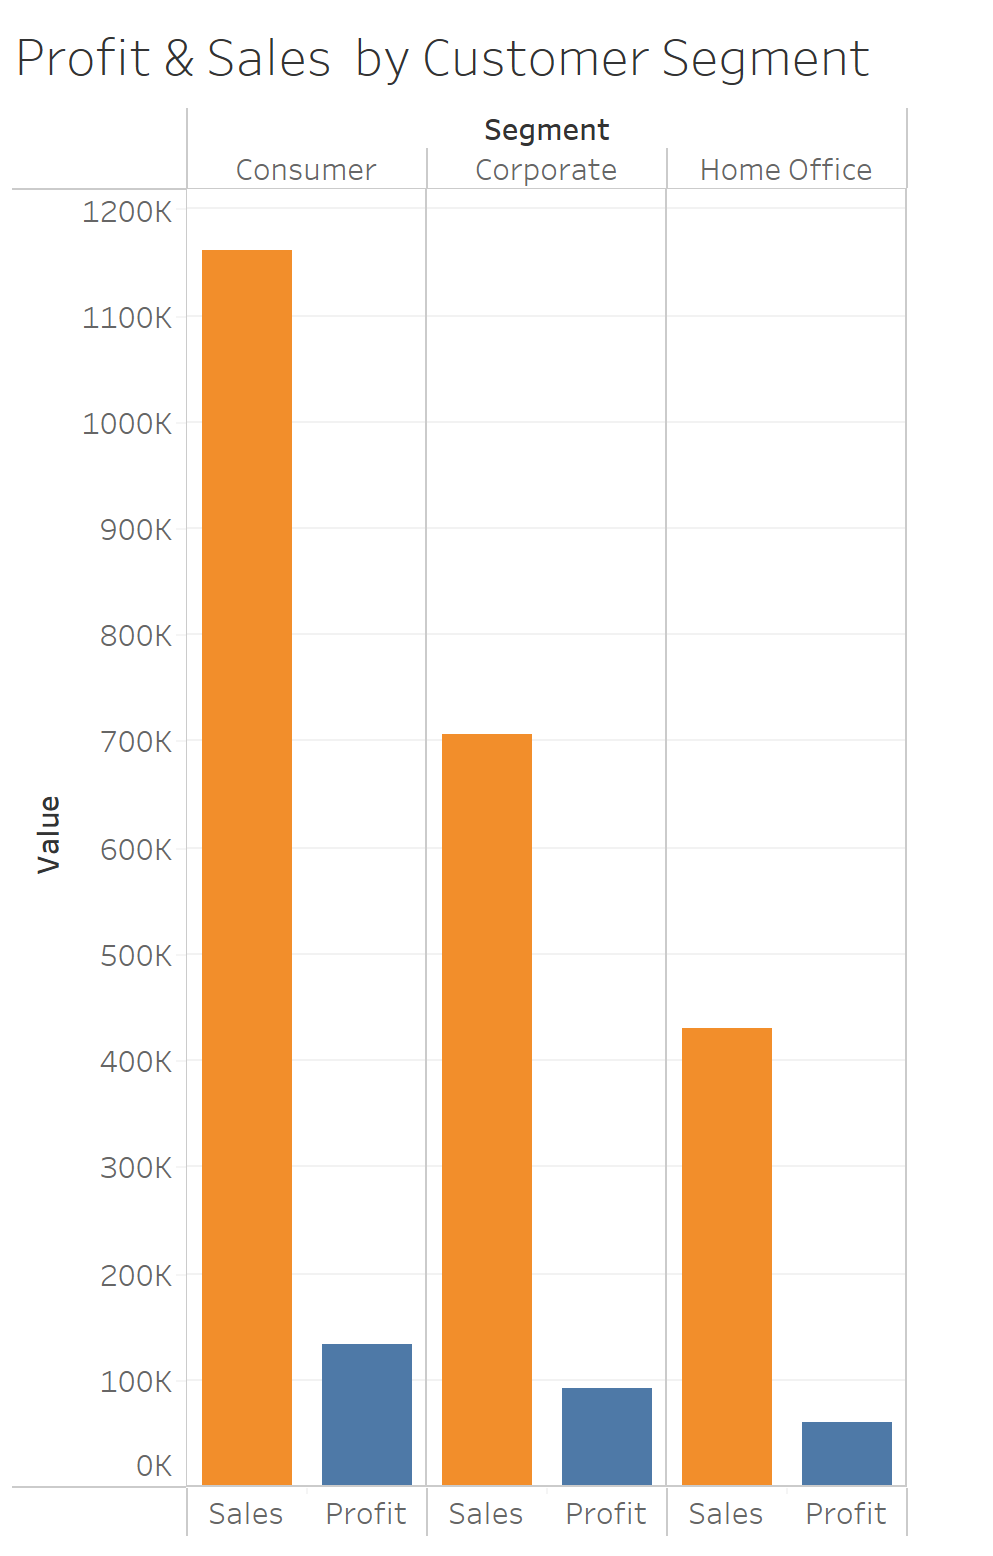 Profit & Sales  by Customer Segment
Segment
Consumer Corporate Home Office
1200K
1100K
1000K
900K
800K
700K
600K
500K
400K
300K
200K
100K
0K
Value
Sales Profit Sales Profit Sales Profit